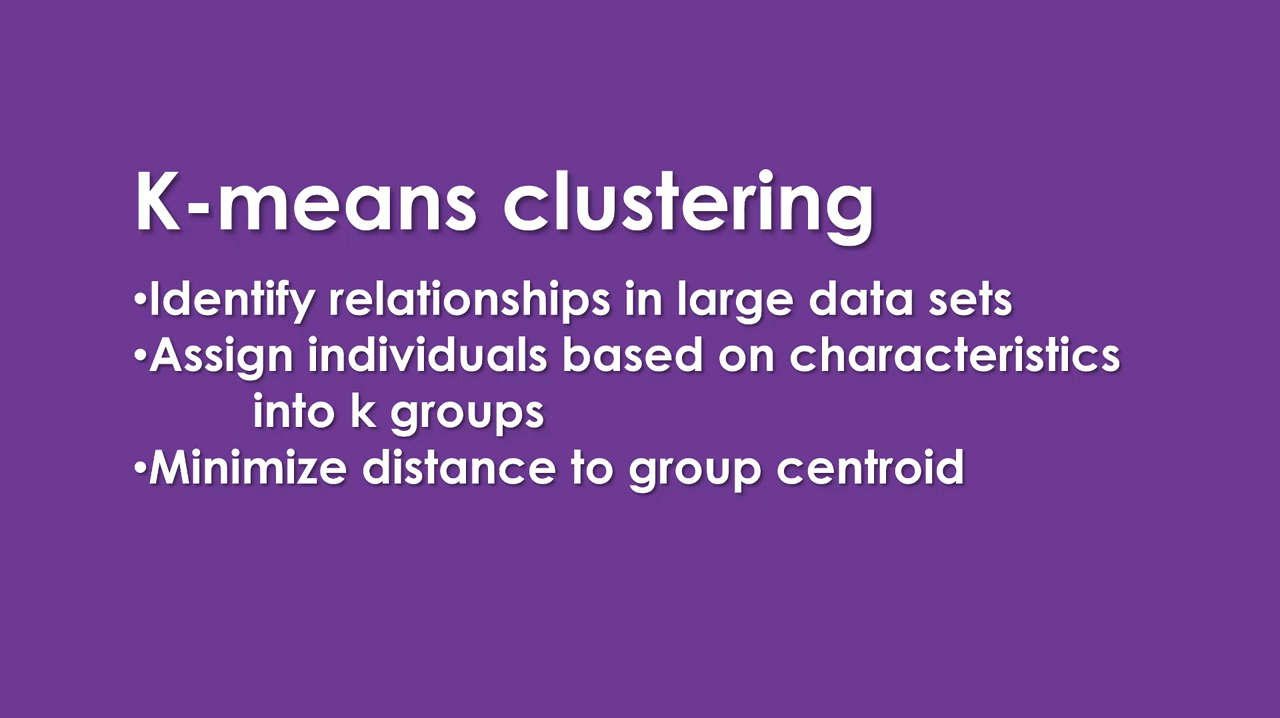 K-means clustering
•Identify relationships in large data sets
•Assign individuals based on characteristics
into k groups
•Minimize distance to group centroid